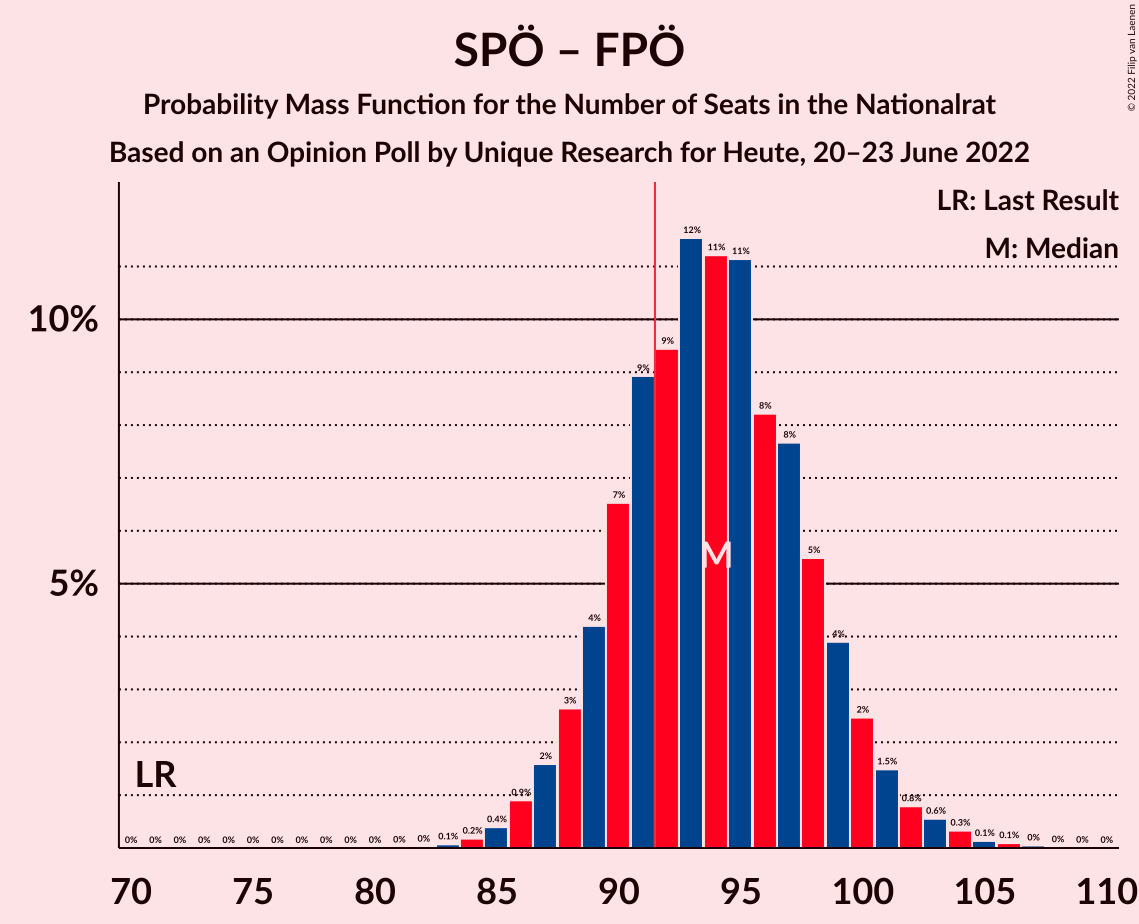 SPÖ – FPÖ
Probability Mass Function for the Number of Seats in the Nationalrat
Based on an Opinion Poll by Unique Research for Heute, 20–23 June 2022
© 2022 Filip van Laenen
LR: Last Result
M: Median
10%
5%
LR
M
0% 0% 0% 0% 0% 0% 0% 0% 0% 0% 0% 0% 0% 0.1% 0.2% 0.4% 0.9% 2% 3% 4% 7% 9% 9% 12% 11% 11% 8% 8% 5% 4% 2% 1.5% 0.8% 0.6% 0.3% 0.1% 0.1% 0% 0% 0% 0%
70 75 80 85 90 95 100 105 110